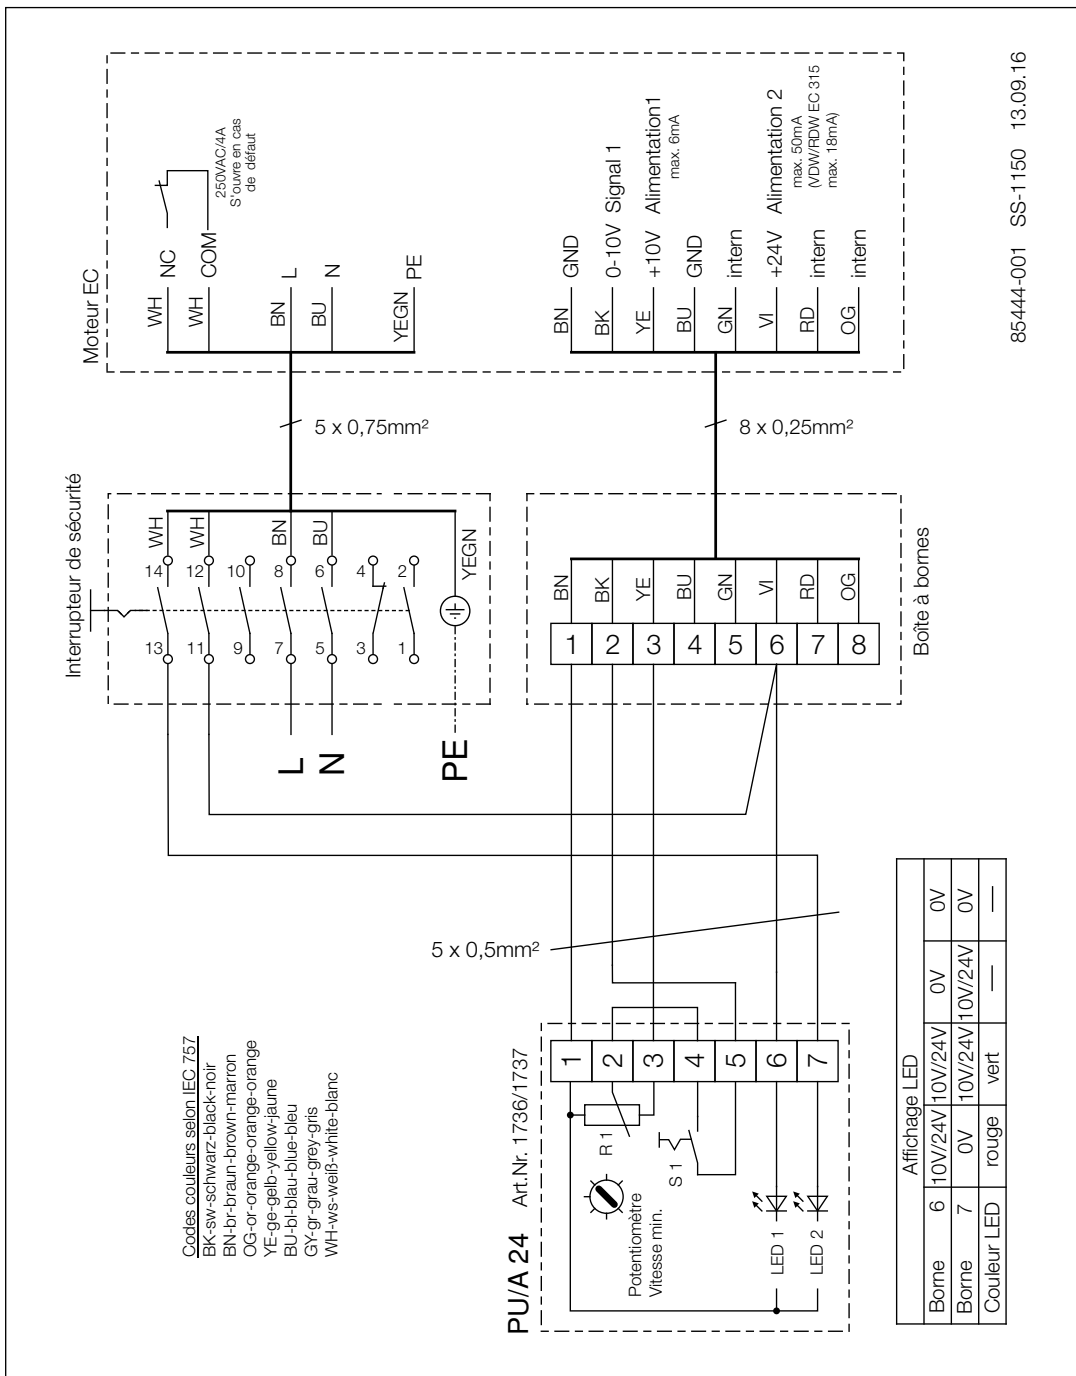 Moteur EC
WH NC
WH COM
250VAC/4A
S'ouvre en cas
de défaut
BN L
BU N
YEGN PE
BN GND
BK 0-10V Signal 1
YE +10V Alimentation1
max. 6mA
BU GND
GN intern
VI +24V Alimentation 2
max. 50mA
(VDW/RDW EC 315
max. 18mA)
RD intern
OG intern
5 x 0,75mm²
8 x 0,25mm²
Interrupteur de sécurité
13 14 WH
11 12 WH
9 10
7 8 BN
5 6 BU
3 4
1 2
YEGN
L
N
PE
Boîte à bornes
1 BN
2 BK
3 YE
4 BU
5 GN
6 VI
7 RD
8 OG
5 x 0,5mm²
Codes couleurs selon IEC 757
BK-sw-schwarz-black-noir
BN-br-braun-brown-marron
OG-or-orange-orange-orange
YE-ge-gelb-yellow-jaune
BU-bl-blau-blue-bleu
GY-gr-grau-grey-gris
WH-ws-weiß-white-blanc
PU/A 24 Art.Nr. 1736/1737
1
2
3
4
5
6
7
R 1
S 1
Potentiomètre
Vitesse min.
LED 1
LED 2
Affichage LED
Borne 6 10V/24V 10V/24V 0V 0V
Borne 7 0V 10V/24V 10V/24V 0V
Couleur LED rouge vert — —
85444-001 SS-1150 13.09.16